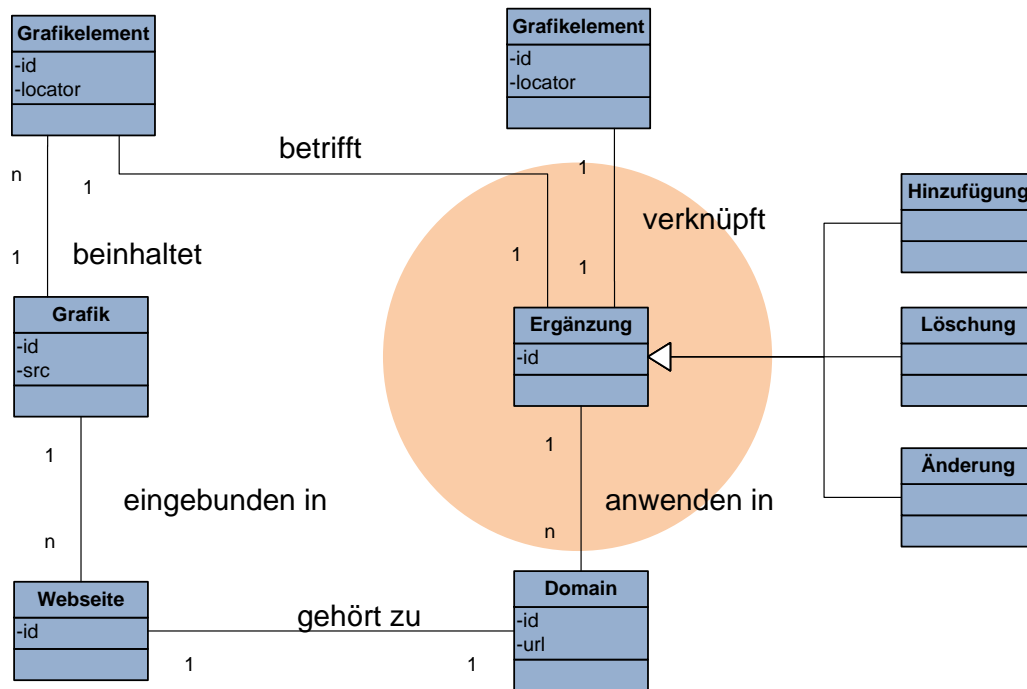 Grafikelement
-id
-locator
Grafikelement
-id
-locator
betrifft
n
1
1
verknüpft
Hinzufügung
1
beinhaltet
1
1
Grafik
-id
-src
Ergänzung
-id
Löschung
1
1
Änderung
eingebunden in
anwenden in
n
n
Webseite
-id
Domain
-id
-url
gehört zu
1
1